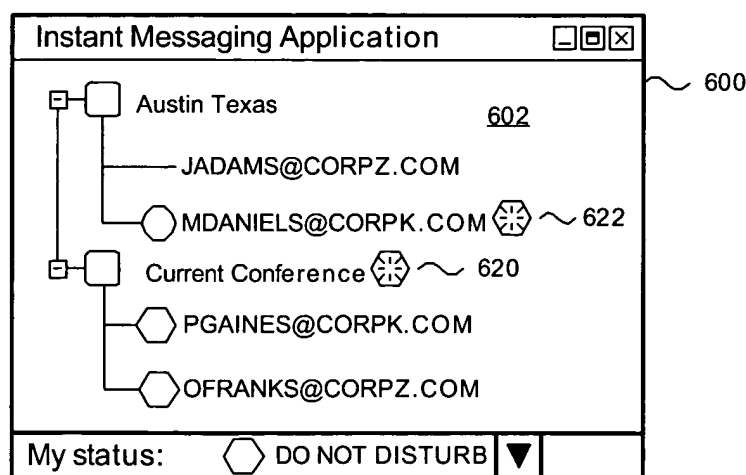 Instant Messaging Application
600
Austin Texas
602
JADAMS@CORPZ.COM
MDANIELS@CORPK.COM 622
Current Conference 620
PGAINES@CORPK.COM
OFRANKS@CORPZ.COM
My status: DO NOT DISTURB